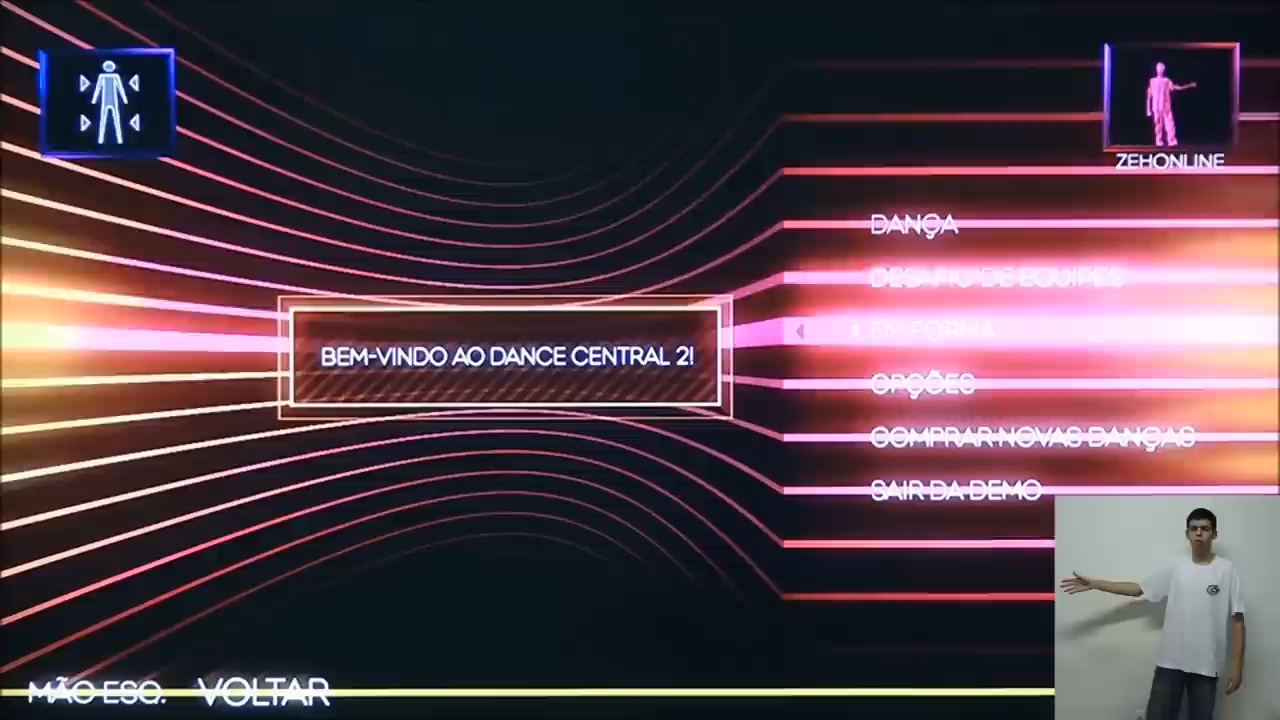 ZEHONLINE
DANÇA
DESAFIO DE EQUIPES
EM FORMA
OPÇÕES
COMPRAR NOVAS DANÇAS
SAIR DA DEMO
BEM-VINDO AO DANCE CENTRAL 2!
MÃO ESQ. VOLTAR